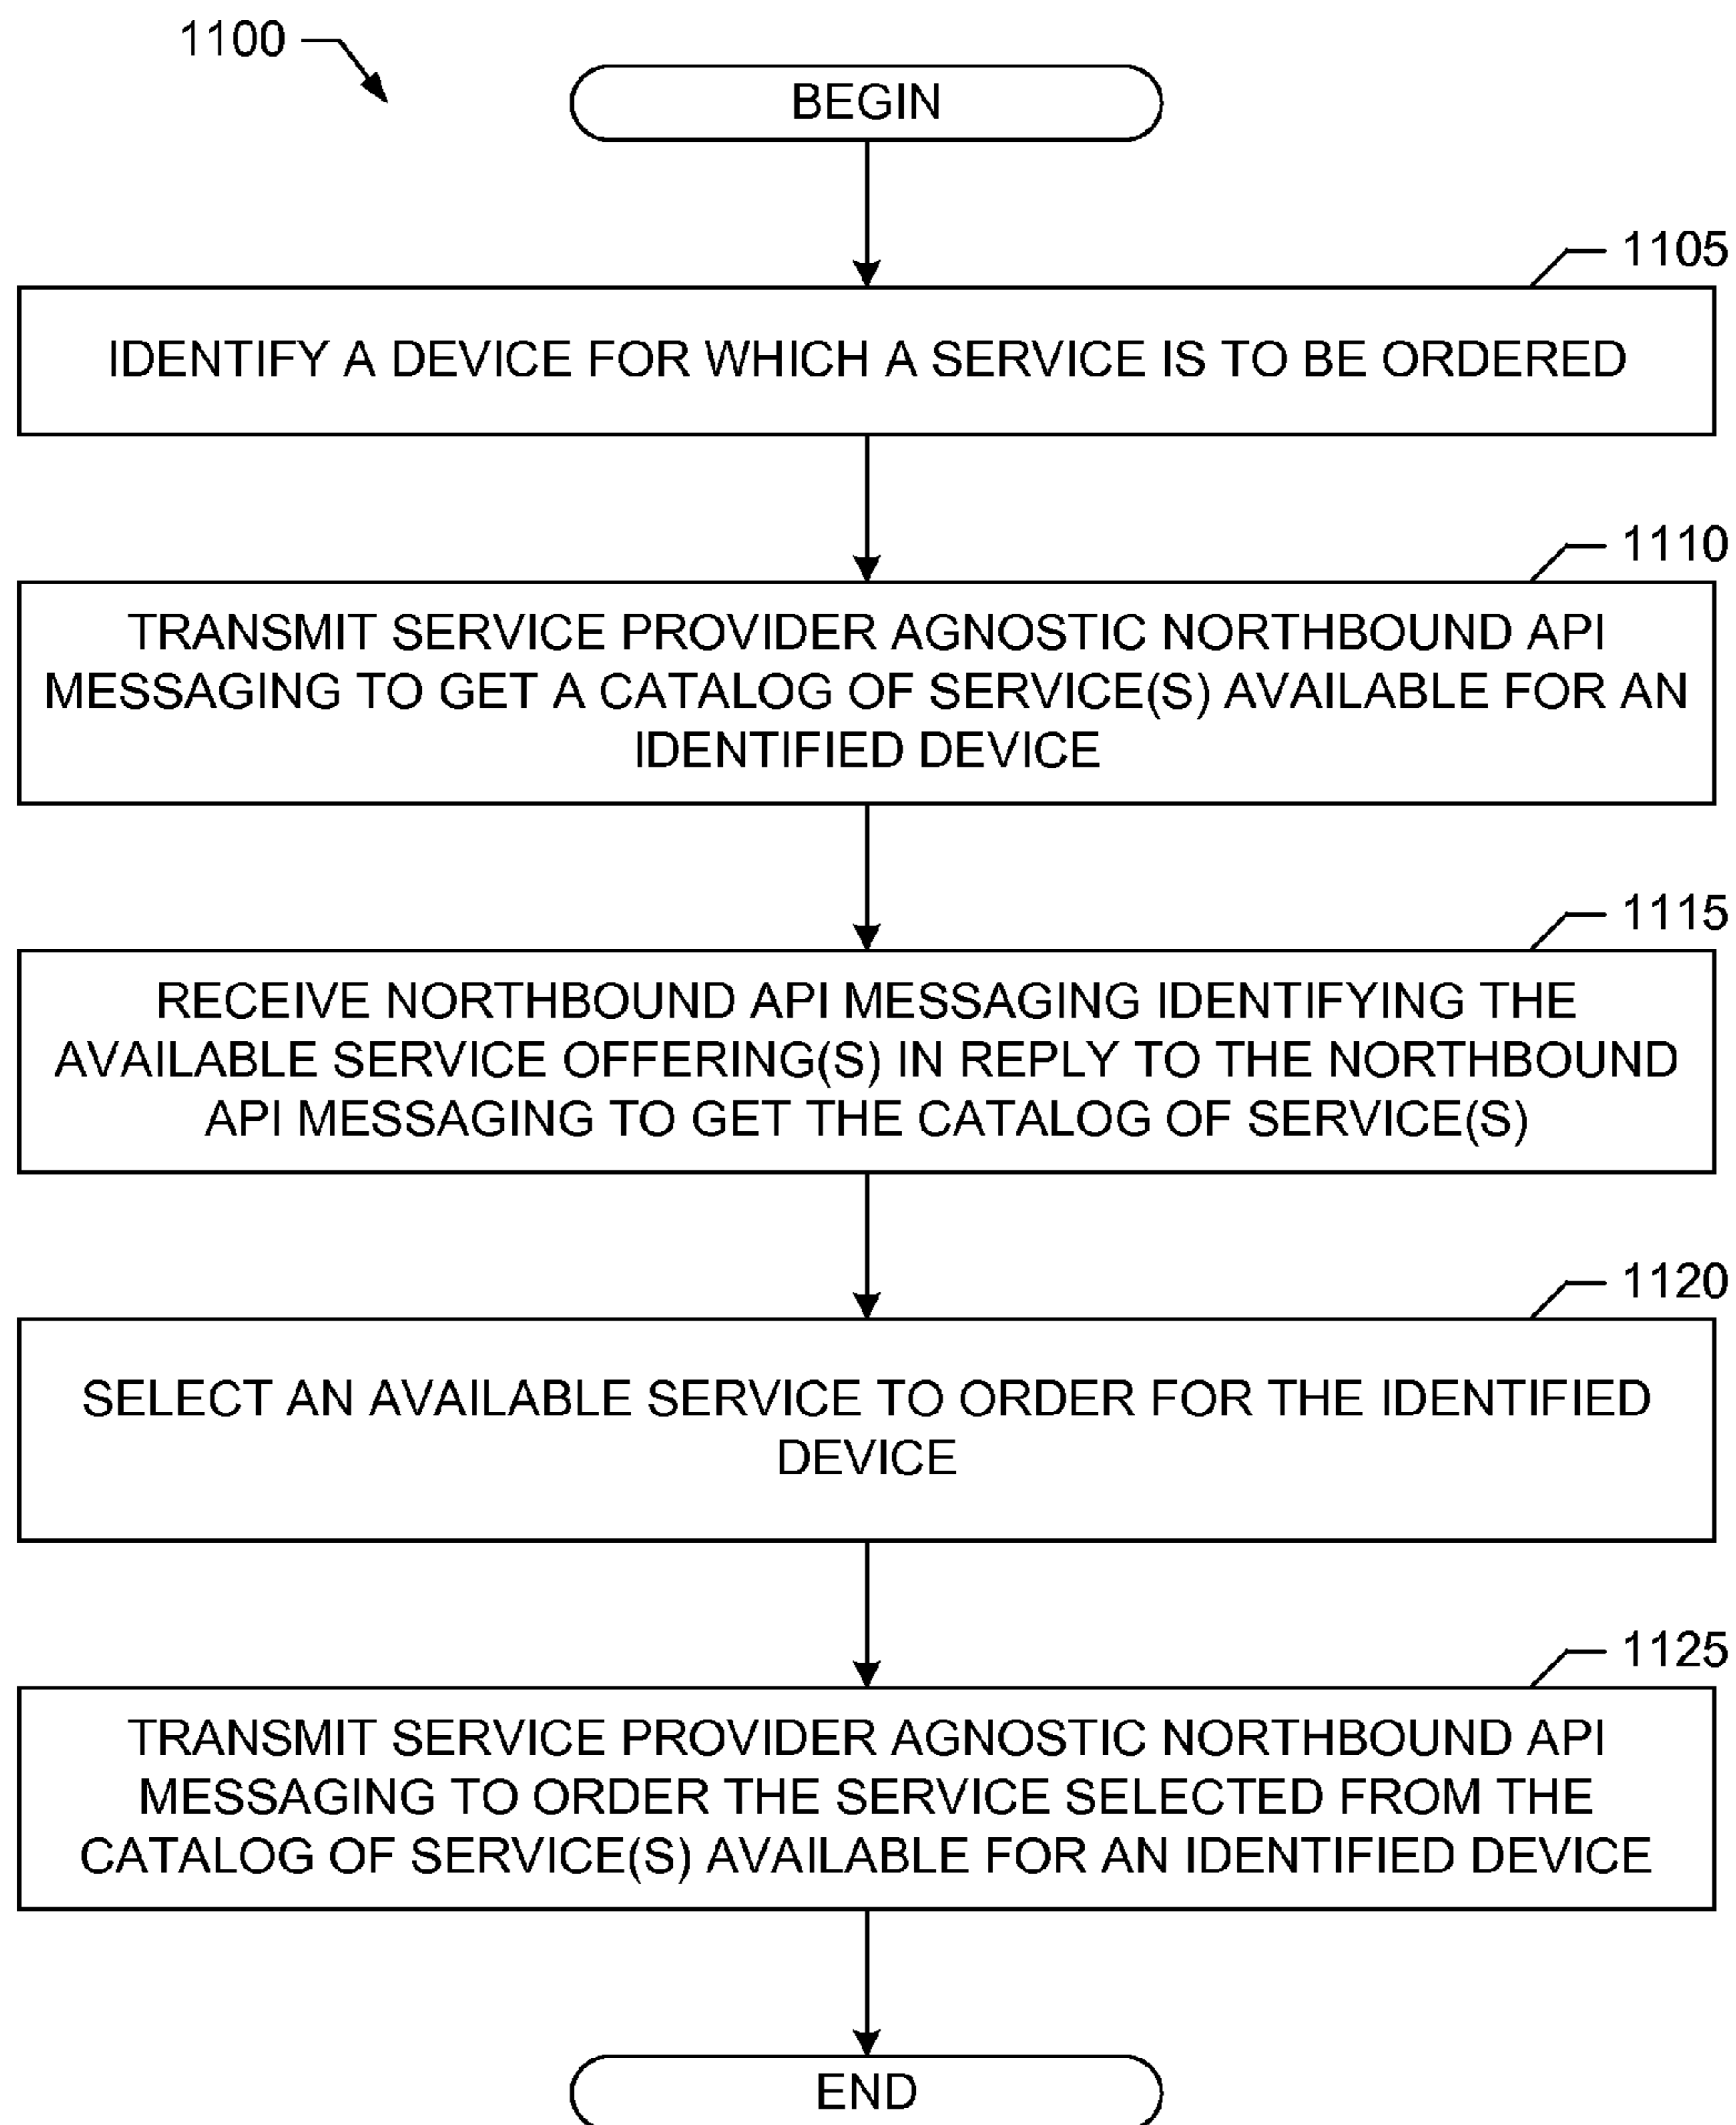 1100
BEGIN
1105
IDENTIFY A DEVICE FOR WHICH A SERVICE IS TO BE ORDERED
1110
TRANSMIT SERVICE PROVIDER AGNOSTIC NORTHBOUND API
MESSAGING TO GET A CATALOG OF SERVICE(S) AVAILABLE FOR AN
IDENTIFIED DEVICE
1115
RECEIVE NORTHBOUND API MESSAGING IDENTIFYING THE
AVAILABLE SERVICE OFFERING(S) IN REPLY TO THE NORTHBOUND
API MESSAGING TO GET THE CATALOG OF SERVICE(S)
1120
SELECT AN AVAILABLE SERVICE TO ORDER FOR THE IDENTIFIED
DEVICE
1125
TRANSMIT SERVICE PROVIDER AGNOSTIC NORTHBOUND API
MESSAGING TO ORDER THE SERVICE SELECTED FROM THE
CATALOG OF SERVICE(S) AVAILABLE FOR AN IDENTIFIED DEVICE
END